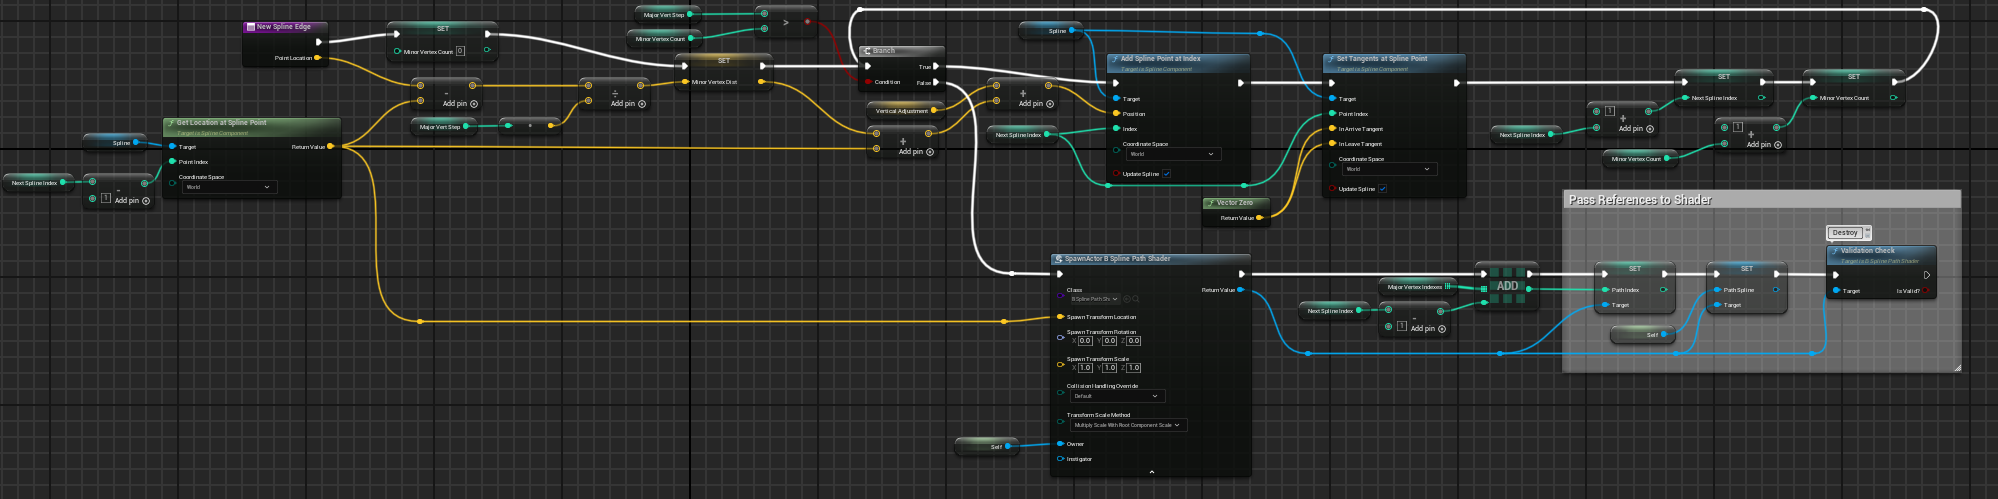 New Spline Edge
Point Location
SET
Minor Vertex Count
0
Major Vert Step
Minor Vertex Count
>
SET
Minor Vertex Dist
Branch
True
Condition
False
-
Add pin
÷
Add pin
Major Vert Step
Spline
Get Location at Spline Point
Target is Spline Component
Target
Return Value
Point Index
Coordinate Space
World
Next Spline Index
-
1
Add pin
Vertical Adjustment
+
Add pin
+
Add pin
Spline
Next Spline Index
Add Spline Point at Index
Target is Spline Component
Target
Position
Index
Coordinate Space
World
Update Spline
Vector Zero
Return Value
Set Tangents at Spline Point
Target is Spline Component
Target
Point Index
In Arrive Tangent
In Leave Tangent
Coordinate Space
World
Update Spline
Next Spline Index
1
+
Add pin
SET
Next Spline Index
Minor Vertex Count
1
+
Add pin
SET
Minor Vertex Count
SpawnActor B Spline Path Shader
Class
B Spline Path Sh
Return Value
Spawn Transform Location
Spawn Transform Rotation
X 0.0 Y 0.0 Z 0.0
Spawn Transform Scale
X 1.0 Y 1.0 Z 1.0
Collision Handling Override
Default
Transform Scale Method
Multiply Scale With Root Component Scale
Owner
Instigator
Self
Major Vertex Indexes
Next Spline Index
-
1
Add pin
ADD
Pass References to Shader
SET
Path Index
Target
Self
SET
Path Spline
Target
Destroy
Validation Check
Target is B Spline Path Shader
Target
Is Valid?